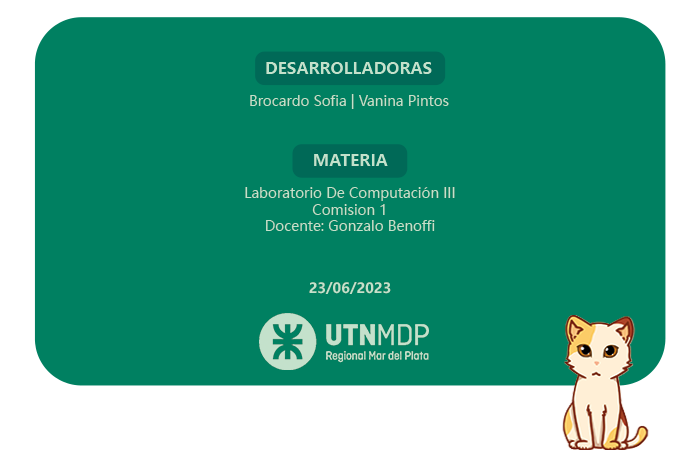 DESARROLLADORAS
Brocardo Sofia | Vanina Pintos
MATERIA
Laboratorio De Computación III
Comision 1
Docente: Gonzalo Benoffi
23/06/2023
UTNMDP
Regional Mar del Plata